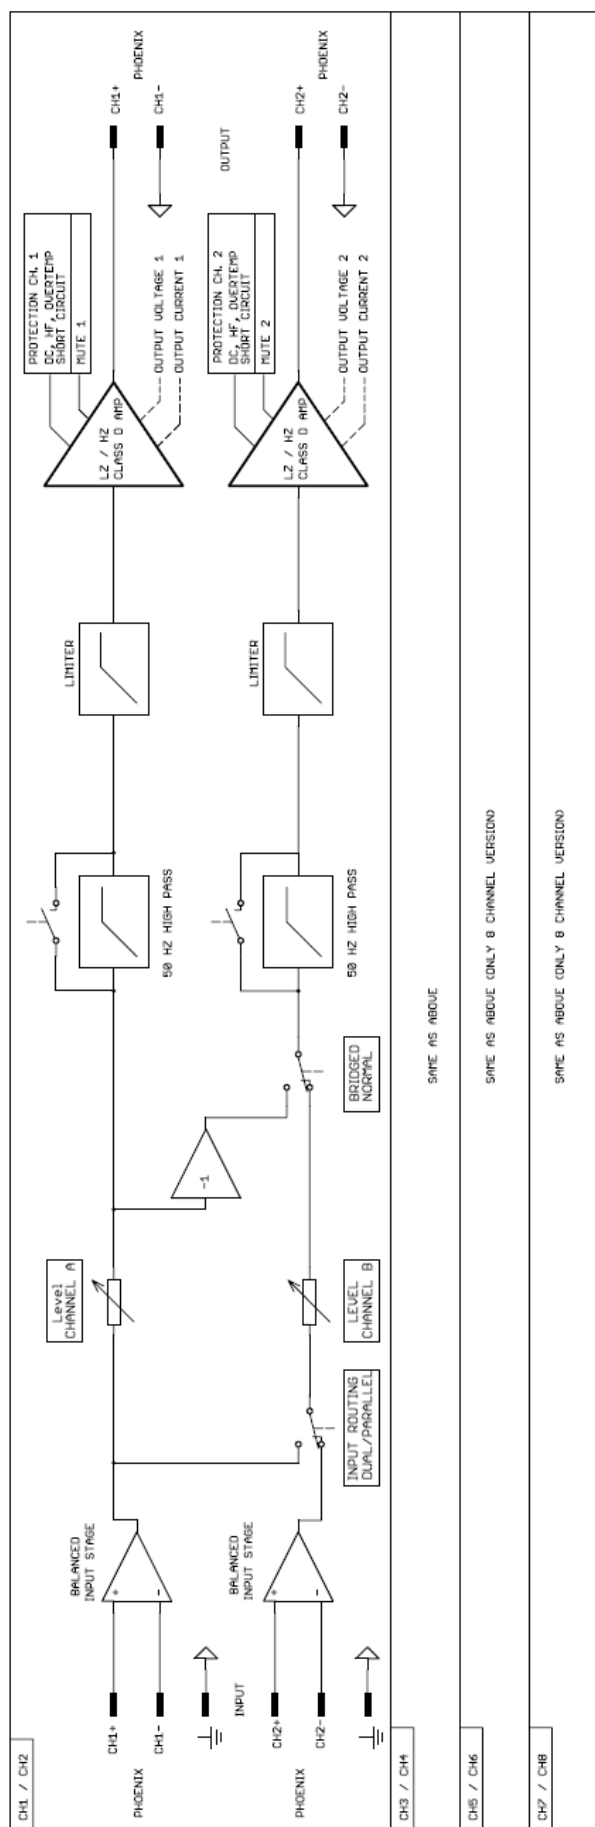 CH1 / CH2
PHOENIX
CH1+
CH1-
INPUT
CH2+
CH2-
PHOENIX
BALANCED
INPUT STAGE
+
-
BALANCED
INPUT STAGE
+
-
INPUT ROUTING
DUAL/PARALLEL
Level
CHANNEL A
LEVEL
CHANNEL B
-1
BRIDGED
NORMAL
50 HZ HIGH PASS
50 HZ HIGH PASS
LIMITER
LIMITER
LZ / HZ
CLASS D AMP
PROTECTION CH. 1
DC, HF, OVERTEMP
SHORT CIRCUIT
MUTE 1
OUTPUT VOLTAGE 1
OUTPUT CURRENT 1
LZ / HZ
CLASS D AMP
PROTECTION CH. 2
DC, HF, OVERTEMP
SHORT CIRCUIT
MUTE 2
OUTPUT VOLTAGE 2
OUTPUT CURRENT 2
CH1+
CH1-
PHOENIX
OUTPUT
CH2+
CH2-
PHOENIX
CH3 / CH4
SAME AS ABOVE
CH5 / CH6
SAME AS ABOVE (ONLY 8 CHANNEL VERSION)
CH7 / CH8
SAME AS ABOVE (ONLY 8 CHANNEL VERSION)